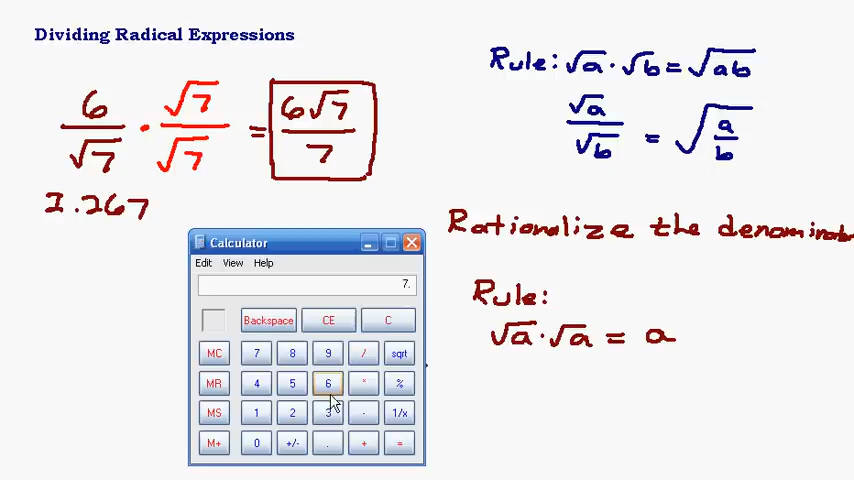 Dividing Radical Expressions
6/√7 · √7/√7 = 6√7/7
2.267
Rule: √a · √b = √ab
√a/√b = √a/b
Rationalize the denominator
Rule:
√a · √a = a
Calculator
Edit View Help
7.
Backspace CE C
MC 7 8 9 / sqrt
MR 4 5 6 * %
MS 1 2 3 - 1/x
M+ 0 +/- . + =